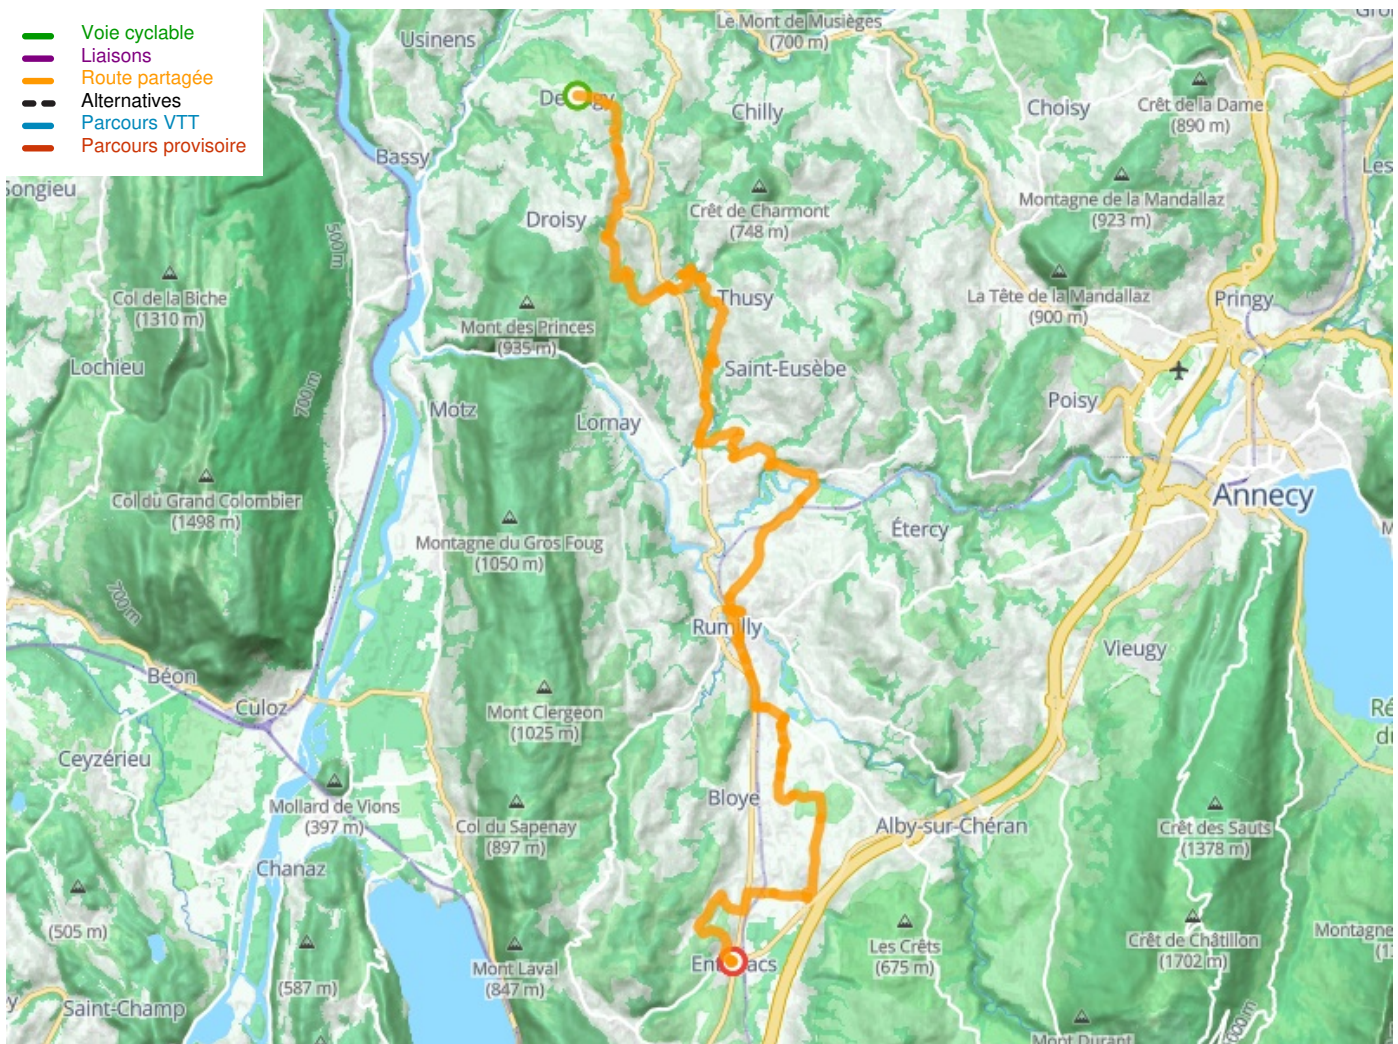 Voie cyclable
Liaisons
Route partagée
Alternatives
Parcours VTT
Parcours provisoire
Usinens
Le Mont de Musièges
(700 m)
Chilly
Choisy
Crêt de la Dame
(890 m)
Bassy
Songieu
Les
Droisy
Crêt de Charmont
(748 m)
Montagne de la Mandallaz
(923 m)
500 m
Col de la Biche
(1310 m)
Thusy
La Tête de la Mandallaz
(900 m)
Pringy
Mont des Princes
(935 m)
Lochieu
Saint-Eusèbe
700 m
Motz
Lornay
Poisy
Col du Grand Colombier
(1498 m)
Annecy
Montagne du Gros Foug
(1050 m)
Étercy
700 m
Rumilly
Vieugy
Béon
Culoz
Mont Clergeon
(1025 m)
Ré
Ceyzérieu
Mollard de Vions
(397 m)
Bloye
Col du Sapenay
(897 m)
Alby-sur-Chéran
Crêt des Sauts
(1378 m)
Chanaz
(505 m)
(587 m)
Les Crêts
(675 m)
Crêt de Châtillon
(1702 m)
Montagne
Mont Laval
(847 m)
Saint-Champ
Mont Durant